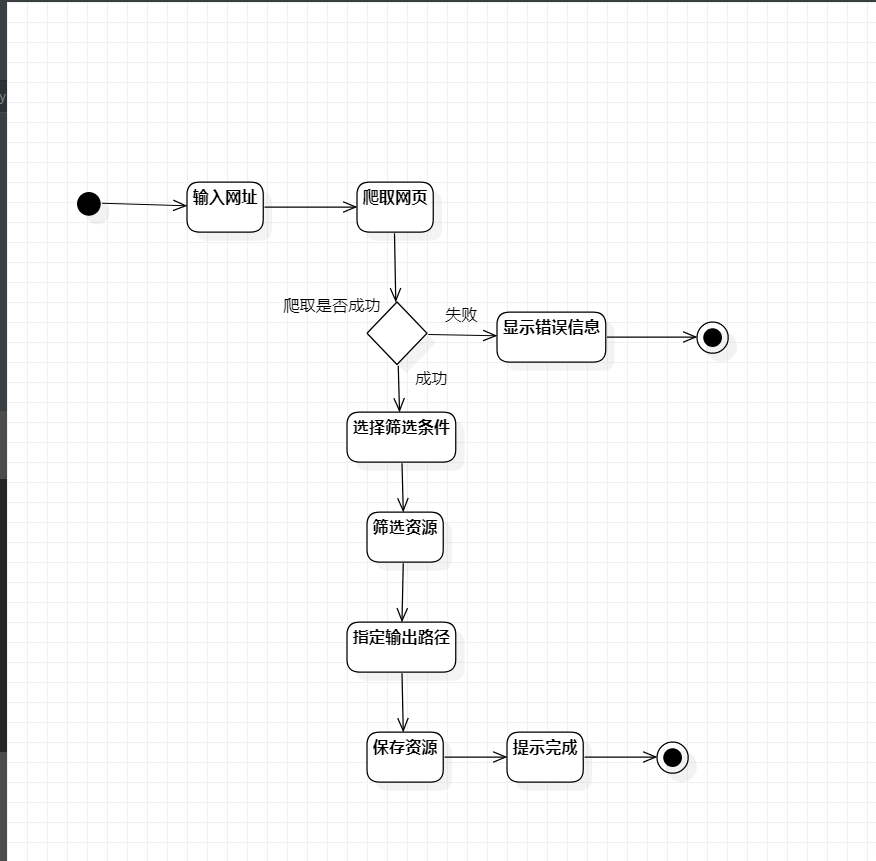 输入网址
爬取网页
爬取是否成功
失败
显示错误信息
成功
选择筛选条件
筛选资源
指定输出路径
保存资源
提示完成